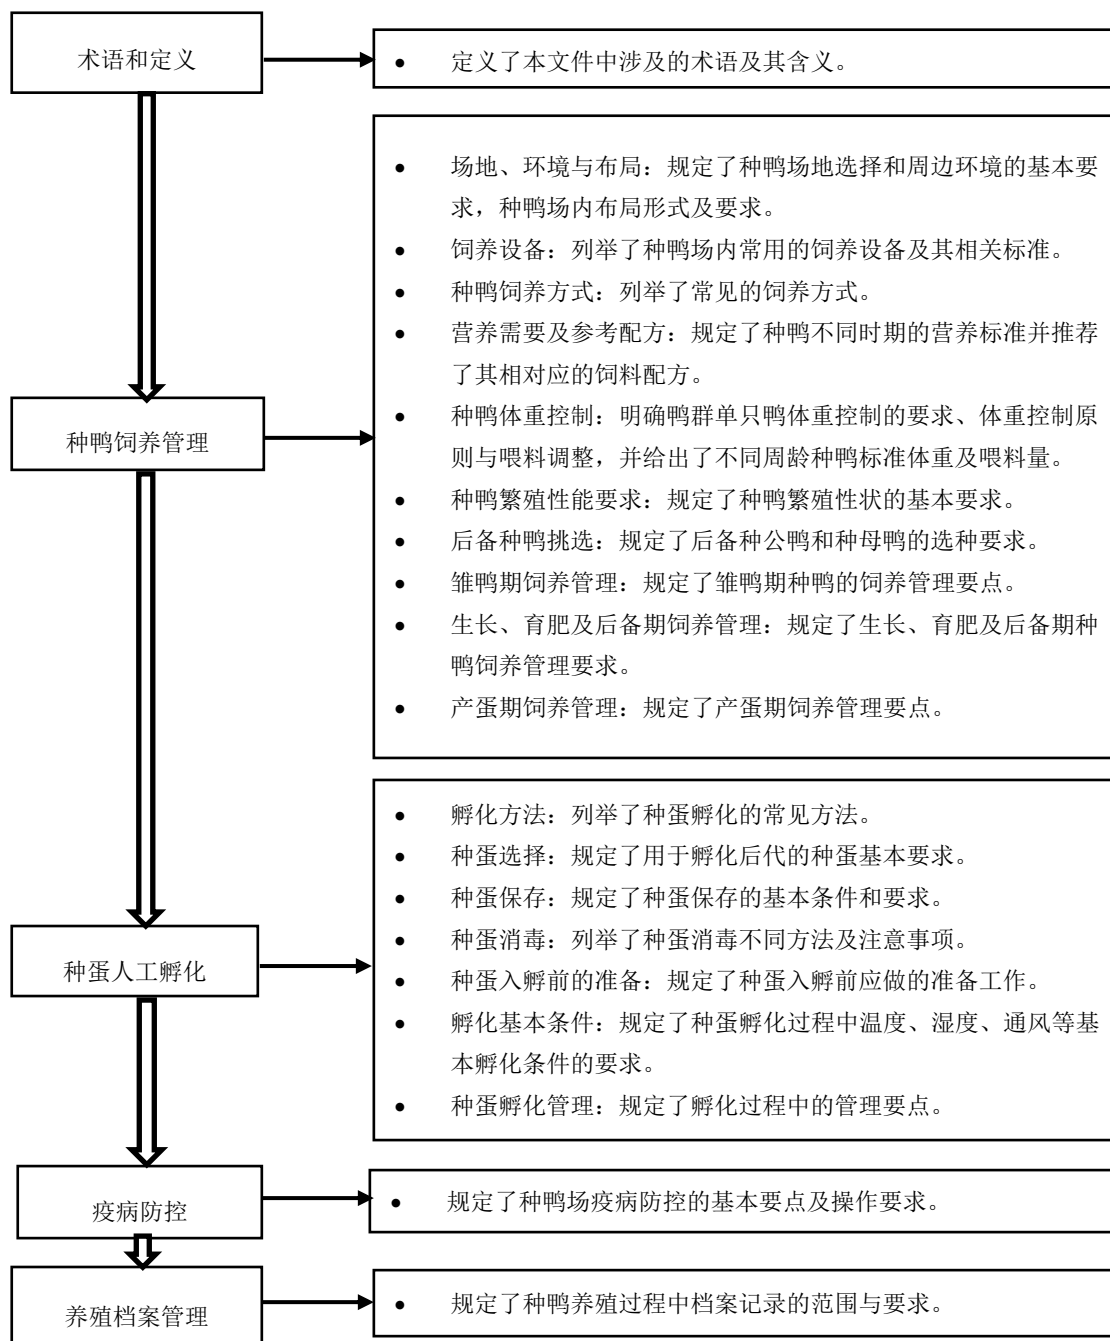 术语和定义
● 定义了本文件中涉及的术语及其含义。
● 场地、环境与布局：规定了种鸭场地选择和周边环境的基本要
求，种鸭场内布局形式及要求。
● 饲养设备：列举了种鸭场内常用的饲养设备及其相关标准。
● 种鸭饲养方式：列举了常见的饲养方式。
● 营养需要及参考配方：规定了种鸭不同时期的营养标准并推荐
了其相对应的饲料配方。
● 种鸭体重控制：明确鸭群单只鸭体重控制的要求、体重控制原
则与喂料调整，并给出了不同周龄种鸭标准体重及喂料量。
● 种鸭繁殖性能要求：规定了种鸭繁殖性状的基本要求。
● 后备种鸭挑选：规定了后备种公鸭和种母鸭的选种要求。
● 雏鸭期饲养管理：规定了雏鸭期种鸭的饲养管理要点。
● 生长、育肥及后备期饲养管理：规定了生长、育肥及后备期种
鸭饲养管理要求。
● 产蛋期饲养管理：规定了产蛋期饲养管理要点。
种鸭饲养管理
● 孵化方法：列举了种蛋孵化的常见方法。
● 种蛋选择：规定了用于孵化后代的种蛋基本要求。
● 种蛋保存：规定了种蛋保存的基本条件和要求。
● 种蛋消毒：列举了种蛋消毒不同方法及注意事项。
● 种蛋入孵前的准备：规定了种蛋入孵前应做的准备工作。
● 孵化基本条件：规定了种蛋孵化过程中温度、湿度、通风等基
本孵化条件的要求。
● 种蛋孵化管理：规定了孵化过程中的管理要点。
种蛋人工孵化
疫病防控
● 规定了种鸭场疫病防控的基本要点及操作要求。
养殖档案管理
● 规定了种鸭养殖过程中档案记录的范围与要求。